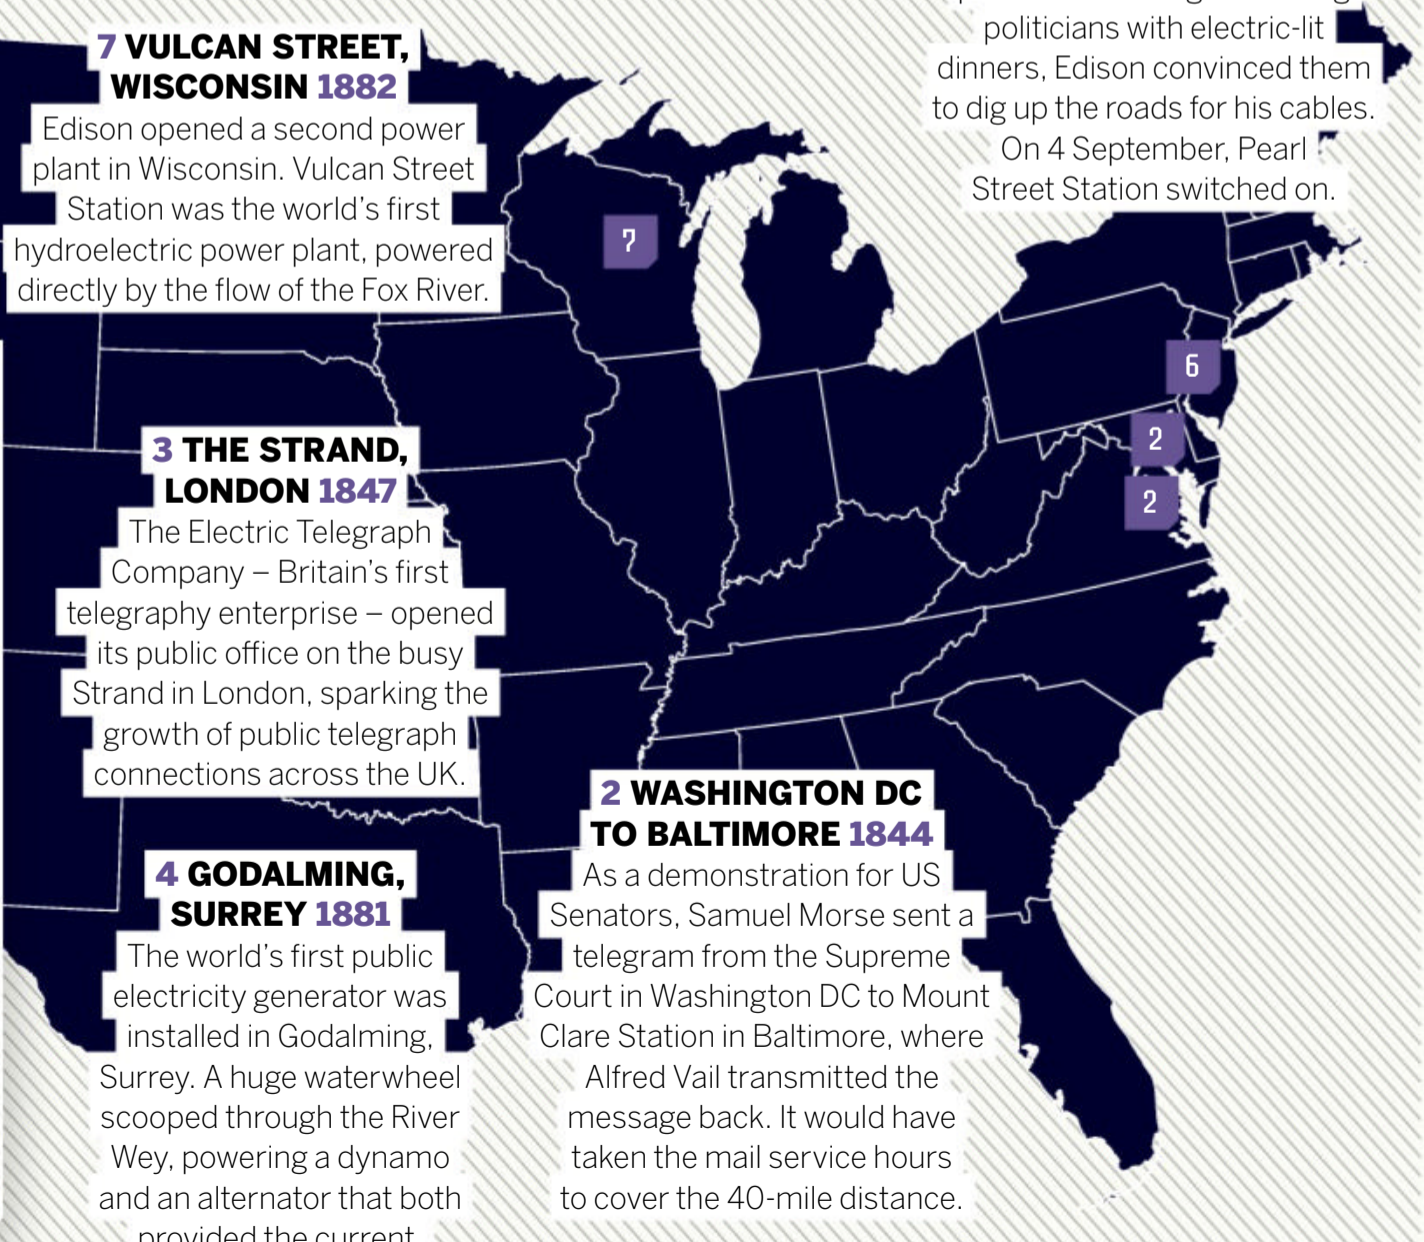 7 VULCAN STREET,
WISCONSIN 1882
Edison opened a second power
plant in Wisconsin. Vulcan Street
Station was the world’s first
hydroelectric power plant, powered
directly by the flow of the Fox River.
politicians with electric-lit
dinners, Edison convinced them
to dig up the roads for his cables.
On 4 September, Pearl
Street Station switched on.
7
6
2
2
3 THE STRAND,
LONDON 1847
The Electric Telegraph
Company – Britain’s first
telegraphy enterprise – opened
its public office on the busy
Strand in London, sparking the
growth of public telegraph
connections across the UK.
4 GODALMING,
SURREY 1881
The world’s first public
electricity generator was
installed in Godalming,
Surrey. A huge waterwheel
scooped through the River
Wey, powering a dynamo
and an alternator that both
provided the current
2 WASHINGTON DC
TO BALTIMORE 1844
As a demonstration for US
Senators, Samuel Morse sent a
telegram from the Supreme
Court in Washington DC to Mount
Clare Station in Baltimore, where
Alfred Vail transmitted the
message back. It would have
taken the mail service hours
to cover the 40-mile distance.